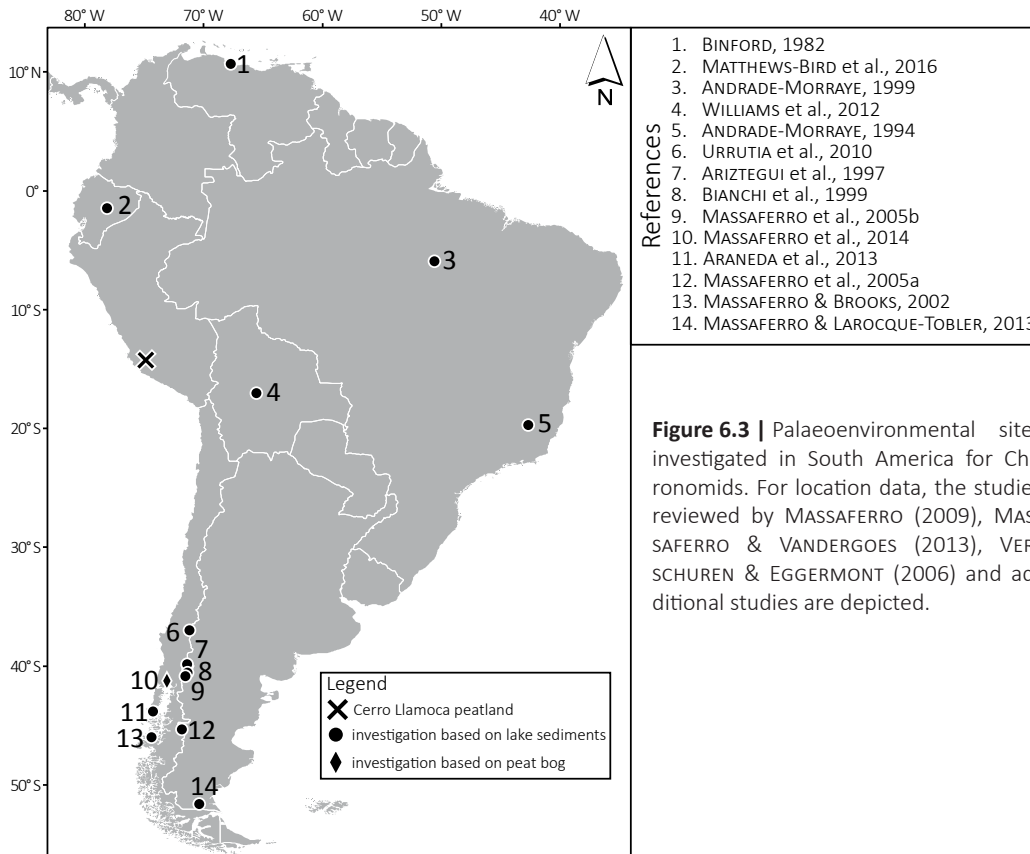 80° W 70° W 60° W 50° W 40° W
10° N
0°
10° S
20° S
30° S
40° S
50° S
1
2
3
4
5
6
7
8
9
10
11
12
13
14
N
Legend
Cerro Llamoca peatland
investigation based on lake sediments
investigation based on peat bog
References
1. BINFORD, 1982
2. MATTHEWS-BIRD et al., 2016
3. ANDRADE-MORRAYE, 1999
4. WILLIAMS et al., 2012
5. ANDRADE-MORRAYE, 1994
6. URRUTIA et al., 2010
7. ARIZTEGUI et al., 1997
8. BIANCHI et al., 1999
9. MASSAFERRO et al., 2005b
10. MASSAFERRO et al., 2014
11. ARANEDA et al., 2013
12. MASSAFERRO et al., 2005a
13. MASSAFERRO & BROOKS, 2002
14. MASSAFERRO & LAROCQUE-TOBLER, 2013
Figure 6.3 | Palaeoenvironmental site
investigated in South America for Ch
ronomids. For location data, the studie
reviewed by MASSAFERRO (2009), MAS
SAFERRO & VANDERGOES (2013), VER
SCHUREN & EGGERMONT (2006) and ad
ditional studies are depicted.